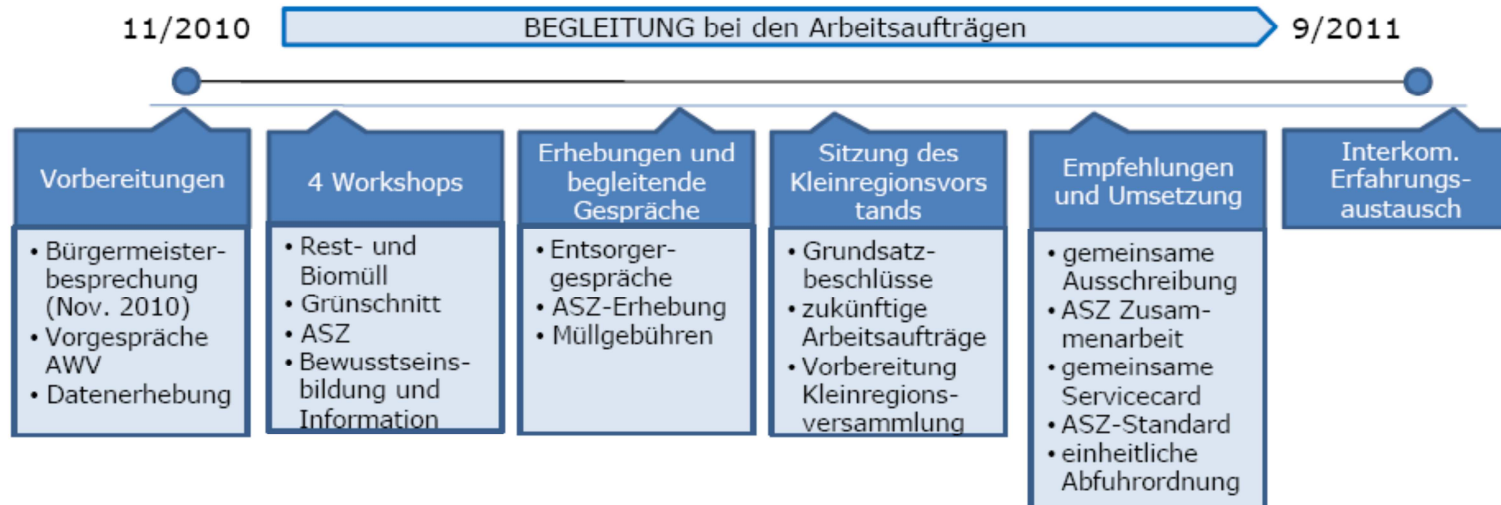 11/2010
BEGLEITUNG bei den Arbeitsaufträgen
9/2011
Vorbereitungen
• Bürgermeister-
besprechung
(Nov. 2010)
• Vorgespräche
AWV
• Datenerhebung
4 Workshops
• Rest- und
Biomüll
• Grünschnitt
• ASZ
• Bewusstseins-
bildung und
Information
Erhebungen und
begleitende
Gespräche
• Entsorger-
gespräche
• ASZ-Erhebung
• Müllgebühren
Sitzung des
Kleinregionsvors
tands
• Grundsatz-
beschlüsse
• zukünftige
Arbeitsaufträge
• Vorbereitung
Kleinregions-
versammlung
Empfehlungen
und Umsetzung
• gemeinsame
Ausschreibung
• ASZ Zusam-
menarbeit
• gemeinsame
Servicecard
• ASZ-Standard
• einheitliche
Abfuhrordnung
Interkom.
Erfahrungs-
austausch